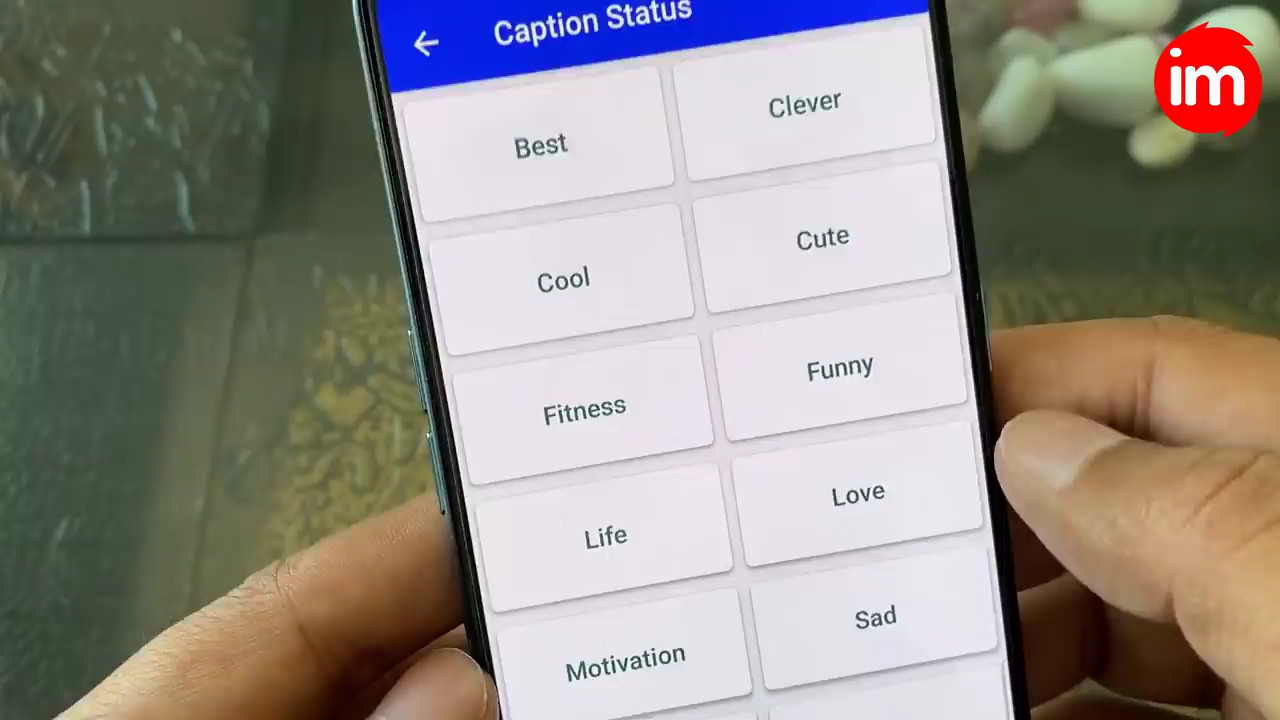 Caption Status
Best
Clever
Cool
Cute
Fitness
Funny
Life
Love
Motivation
Sad
im